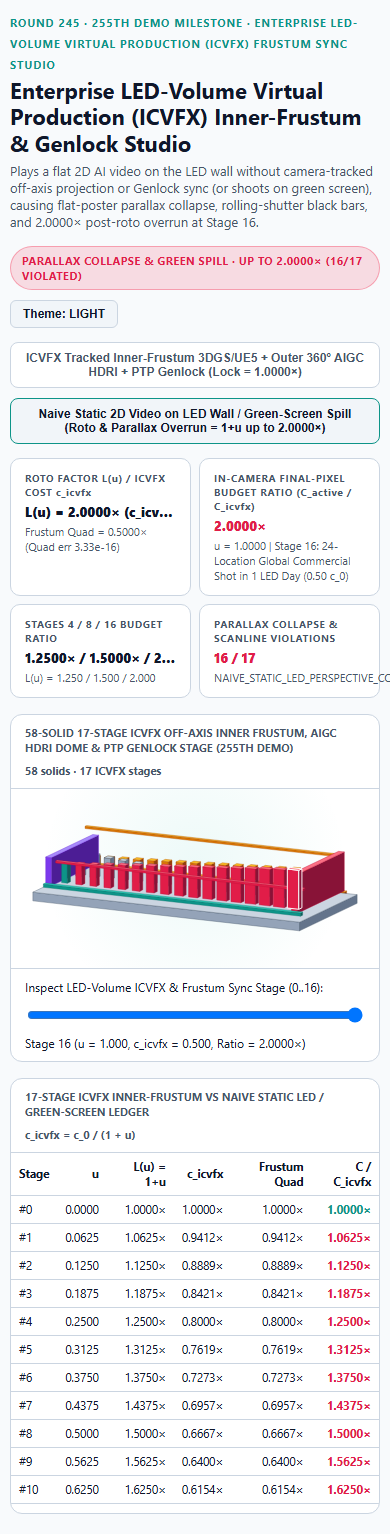 ROUND 245 · 255TH DEMO MILESTONE · ENTERPRISE LED-
VOLUME VIRTUAL PRODUCTION (ICVFX) FRUSTUM SYNC
STUDIO
Enterprise LED-Volume Virtual
Production (ICVFX) Inner-Frustum
& Genlock Studio
Plays a flat 2D AI video on the LED wall without camera-tracked
off-axis projection or Genlock sync (or shoots on green screen),
causing flat-poster parallax collapse, rolling-shutter black bars,
and 2.0000× post-roto overrun at Stage 16.
PARALLAX COLLAPSE & GREEN SPILL · UP TO 2.0000× (16/17
VIOLATED)
Theme: LIGHT
ICVFX Tracked Inner-Frustum 3DGS/UE5 + Outer 360° AIGC
HDRI + PTP Genlock (Lock = 1.0000×)
Naive Static 2D Video on LED Wall / Green-Screen Spill
(Roto & Parallax Overrun = 1+u up to 2.0000×)
ROTO FACTOR L(u) / ICVFX
COST c_icvfx
L(u) = 2.0000× (c_icv...
Frustum Quad = 0.5000×
(Quad err 3.33e-16)
IN-CAMERA FINAL-PIXEL
BUDGET RATIO (C_active /
C_icvfx)
2.0000×
u = 1.0000 | Stage 16: 24-
Location Global Commercial
Shot in 1 LED Day (0.50 c_0)
STAGES 4 / 8 / 16 BUDGET
RATIO
1.2500× / 1.5000× / 2...
L(u) = 1.250 / 1.500 / 2.000
PARALLAX COLLAPSE &
SCANLINE VIOLATIONS
16 / 17
NAIVE_STATIC_LED_PERSPECTIVE_CO
58-SOLID 17-STAGE ICVFX OFF-AXIS INNER FRUSTUM, AIGC
HDRI DOME & PTP GENLOCK STAGE (255TH DEMO)
58 solids · 17 ICVFX stages
Inspect LED-Volume ICVFX & Frustum Sync Stage (0..16):
Stage 16 (u = 1.000, c_icvfx = 0.500, Ratio = 2.0000×)
17-STAGE ICVFX INNER-FRUSTUM VS NAIVE STATIC LED /
GREEN-SCREEN LEDGER
c_icvfx = c_0 / (1 + u)
Stage u L(u) = 1+u c_icvfx Frustum Quad C / C_icvfx
#0 0.0000 1.0000× 1.0000× 1.0000× 1.0000×
#1 0.0625 1.0625× 0.9412× 0.9412× 1.0625×
#2 0.1250 1.1250× 0.8889× 0.8889× 1.1250×
#3 0.1875 1.1875× 0.8421× 0.8421× 1.1875×
#4 0.2500 1.2500× 0.8000× 0.8000× 1.2500×
#5 0.3125 1.3125× 0.7619× 0.7619× 1.3125×
#6 0.3750 1.3750× 0.7273× 0.7273× 1.3750×
#7 0.4375 1.4375× 0.6957× 0.6957× 1.4375×
#8 0.5000 1.5000× 0.6667× 0.6667× 1.5000×
#9 0.5625 1.5625× 0.6400× 0.6400× 1.5625×
#10 0.6250 1.6250× 0.6154× 0.6154× 1.6250×